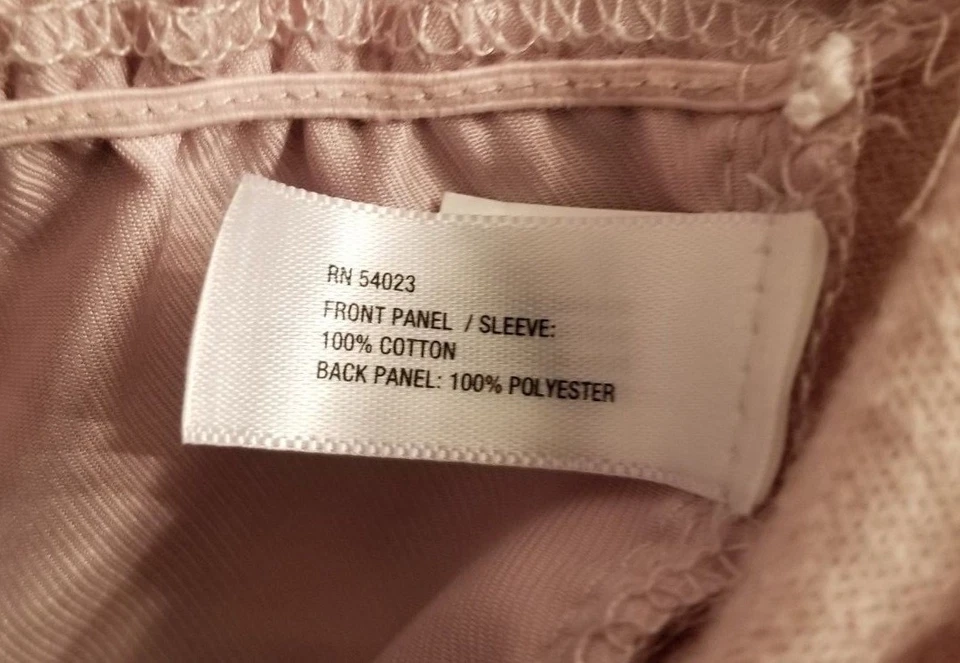 RN 54023
FRONT PANEL / SLEEVE:
100% COTTON
BACK PANEL: 100% POLYESTER